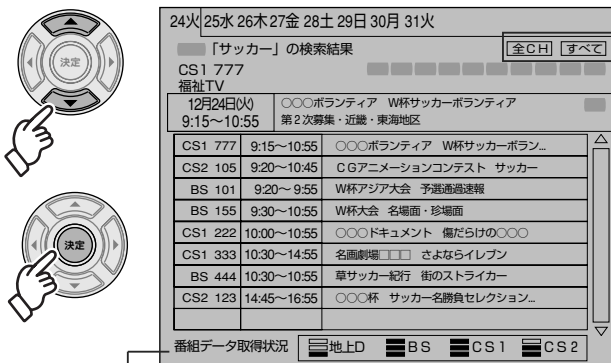 24火 25水 26木 27金 28土 29日 30月 31火
「サッカー」の検索結果 全CH すべて
CS1 777
福祉TV
12月24日(火) 9:15～10:55
○○○ボランティア W杯サッカーボランティア
第2次募集・近畿・東海地区
CS1 777 9:15～10:55 ○○○ボランティア W杯サッカーボラン…
CS2 105 9:20～10:45 CGアニメーションコンテスト サッカー
BS 101 9:20～ 9:55 W杯アジア大会 予選通過速報
BS 155 9:30～10:55 W杯大会 名場面・珍場面
CS1 222 10:00～10:55 ○○○ドキュメント 傷だらけの○○○
CS1 333 10:30～14:55 名画劇場□□□ さよならイレブン
BS 444 10:30～10:55 草サッカー紀行 街のストライカー
CS2 123 14:45～16:55 ○○○杯 サッカー名勝負セレクション…
番組データ取得状況 地上D BS CS1 CS2
決定
決定